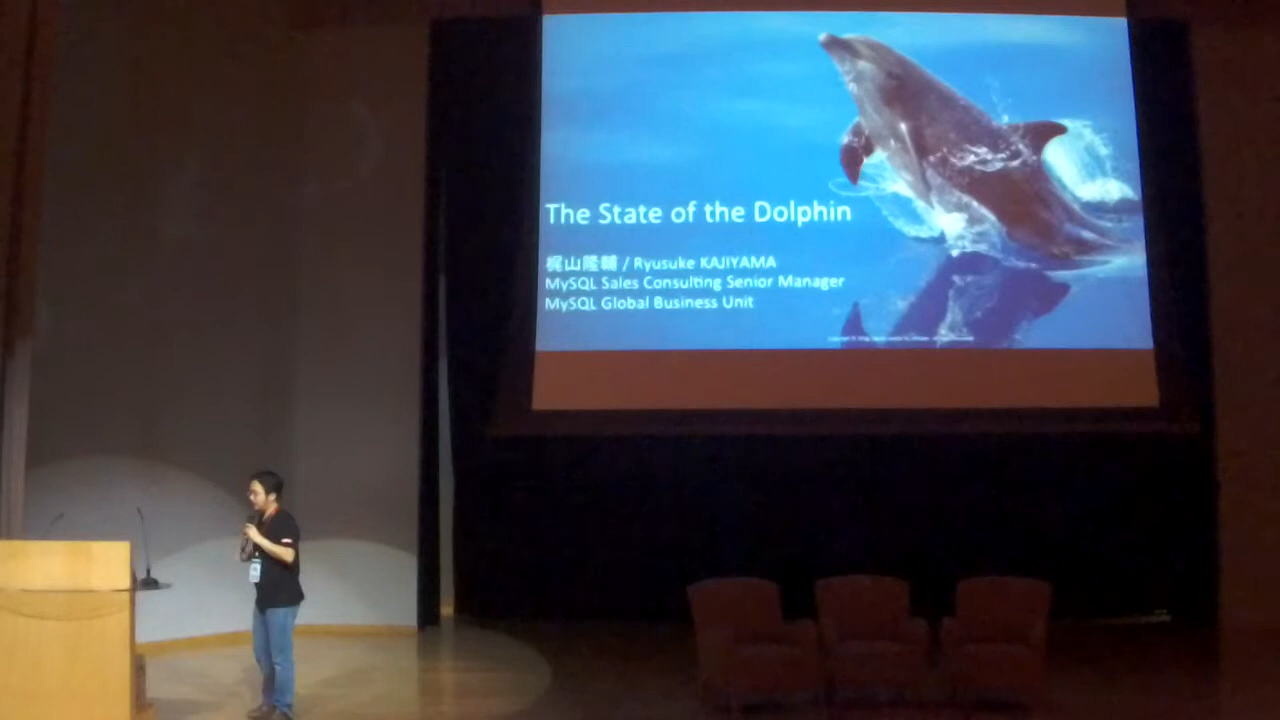 The State of the Dolphin
梶山隆輔 / Ryusuke KAJIYAMA
MySQL Sales Consulting Senior Manager
MySQL Global Business Unit